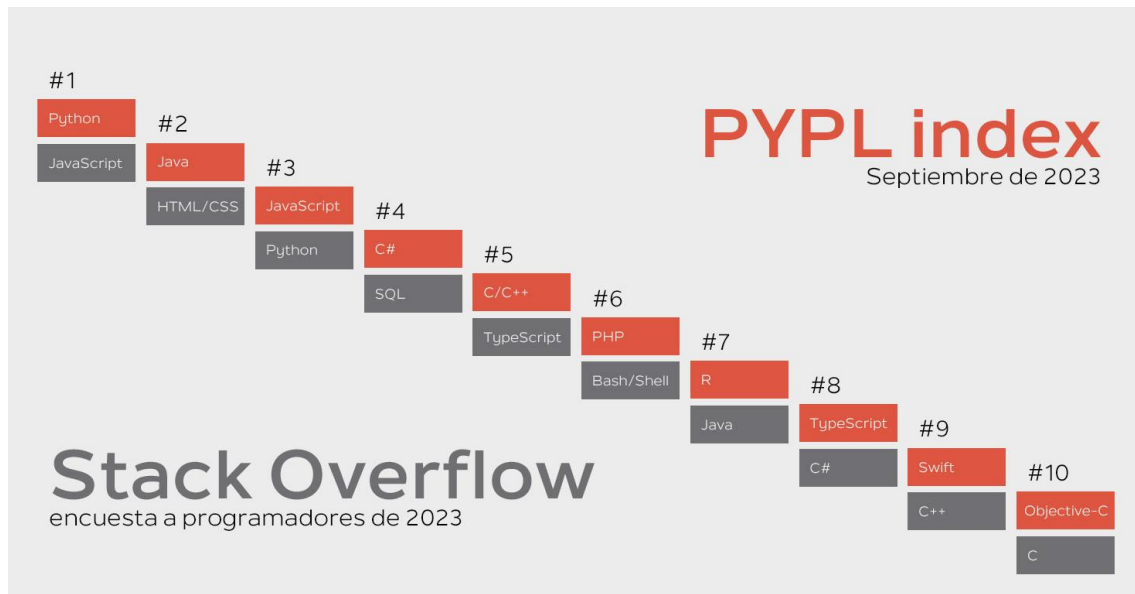 #1
Python
JavaScript
#2
Java
HTML/CSS
#3
JavaScript
Python
#4
C#
SQL
#5
C/C++
TypeScript
#6
PHP
Bash/Shell
#7
R
Java
#8
TypeScript
C#
#9
Swift
C++
#10
Objective-C
C
PYPL index
Septiembre de 2023
Stack Overflow
encuesta a programadores de 2023